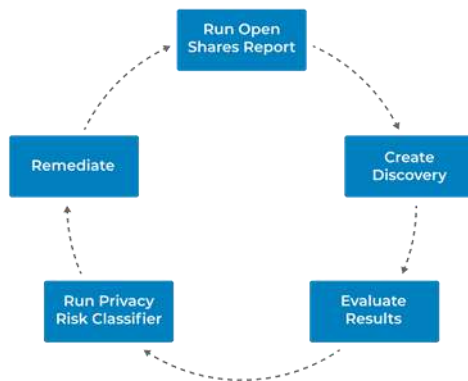 Run Open
Shares Report
Create
Discovery
Evaluate
Results
Run Privacy
Risk Classifier
Remediate